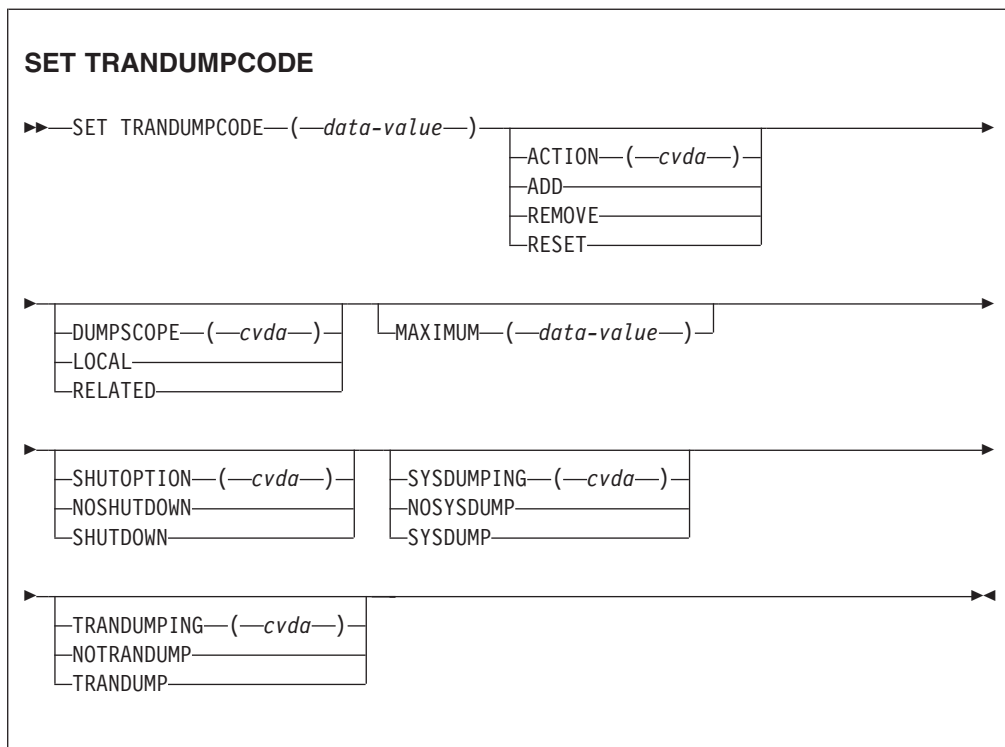 SET TRANDUMPCODE
SET TRANDUMPCODE ( data-value )
ACTION ( cvda )
ADD
REMOVE
RESET
DUMPSCOPE ( cvda )
LOCAL
RELATED
MAXIMUM ( data-value )
SHUTOPTION ( cvda )
NOSHUTDOWN
SHUTDOWN
SYSDUMPING ( cvda )
NOSYSDUMP
SYSDUMP
TRANDUMPING ( cvda )
NOTRANDUMP
TRANDUMP